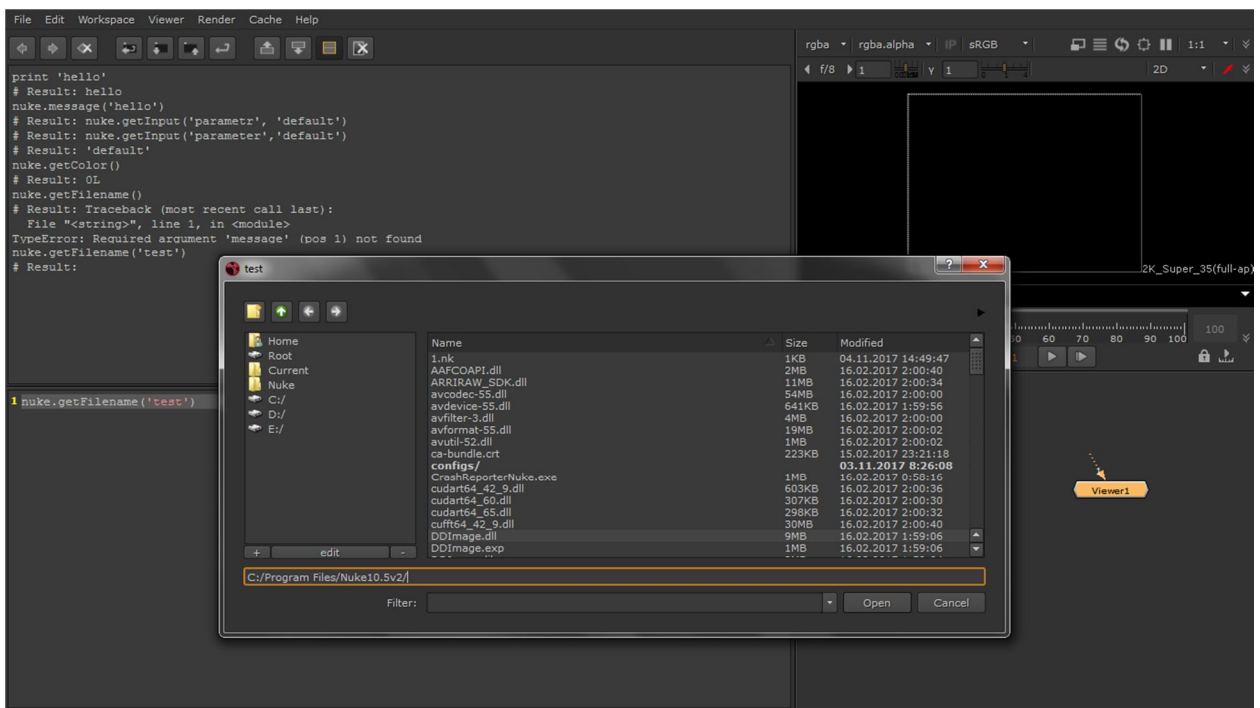 File Edit Workspace Viewer Render Cache Help
rgba rgba.alpha IP sRGB 1:1
f/8 1 Y 1 2D
print 'hello'
# Result: hello
nuke.message('hello')
# Result: nuke.getInput('parametr', 'default')
# Result: nuke.getInput('parameter','default')
# Result: 'default'
nuke.getColor()
# Result: 0L
nuke.getFilename()
# Result: Traceback (most recent call last):
File "<string>", line 1, in <module>
TypeError: Required argument 'message' (pos 1) not found
nuke.getFilename('test')
# Result:
2K_Super_35(full-ap)
100
60 70 80 90 100
1 nuke.getFilename('test')
test
?
Home
Root
Current
Nuke
C:/
D:/
E:/
+ edit -
Name Size Modified
1.nk 1KB 04.11.2017 14:49:47
AAFCOAPI.dll 2MB 16.02.2017 2:00:40
ARRIRAW_SDK.dll 11MB 16.02.2017 2:00:34
avcodec-55.dll 54MB 16.02.2017 2:00:00
avdevice-55.dll 641KB 16.02.2017 1:59:56
avfilter-3.dll 4MB 16.02.2017 2:00:00
avformat-55.dll 19MB 16.02.2017 2:00:02
avutil-52.dll 1MB 16.02.2017 2:00:02
ca-bundle.crt 223KB 15.02.2017 23:21:18
configs/ 03.11.2017 8:26:08
CrashReporterNuke.exe 1MB 16.02.2017 0:58:16
cudart64_42_9.dll 603KB 16.02.2017 2:00:36
cudart64_60.dll 307KB 16.02.2017 2:00:30
cudart64_65.dll 298KB 16.02.2017 2:00:32
cufft64_42_9.dll 30MB 16.02.2017 2:00:40
DDImage.dll 9MB 16.02.2017 1:59:06
DDImage.exp 1MB 16.02.2017 1:59:06
C:/Program Files/Nuke10.5v2/
Filter: Open Cancel
Viewer1